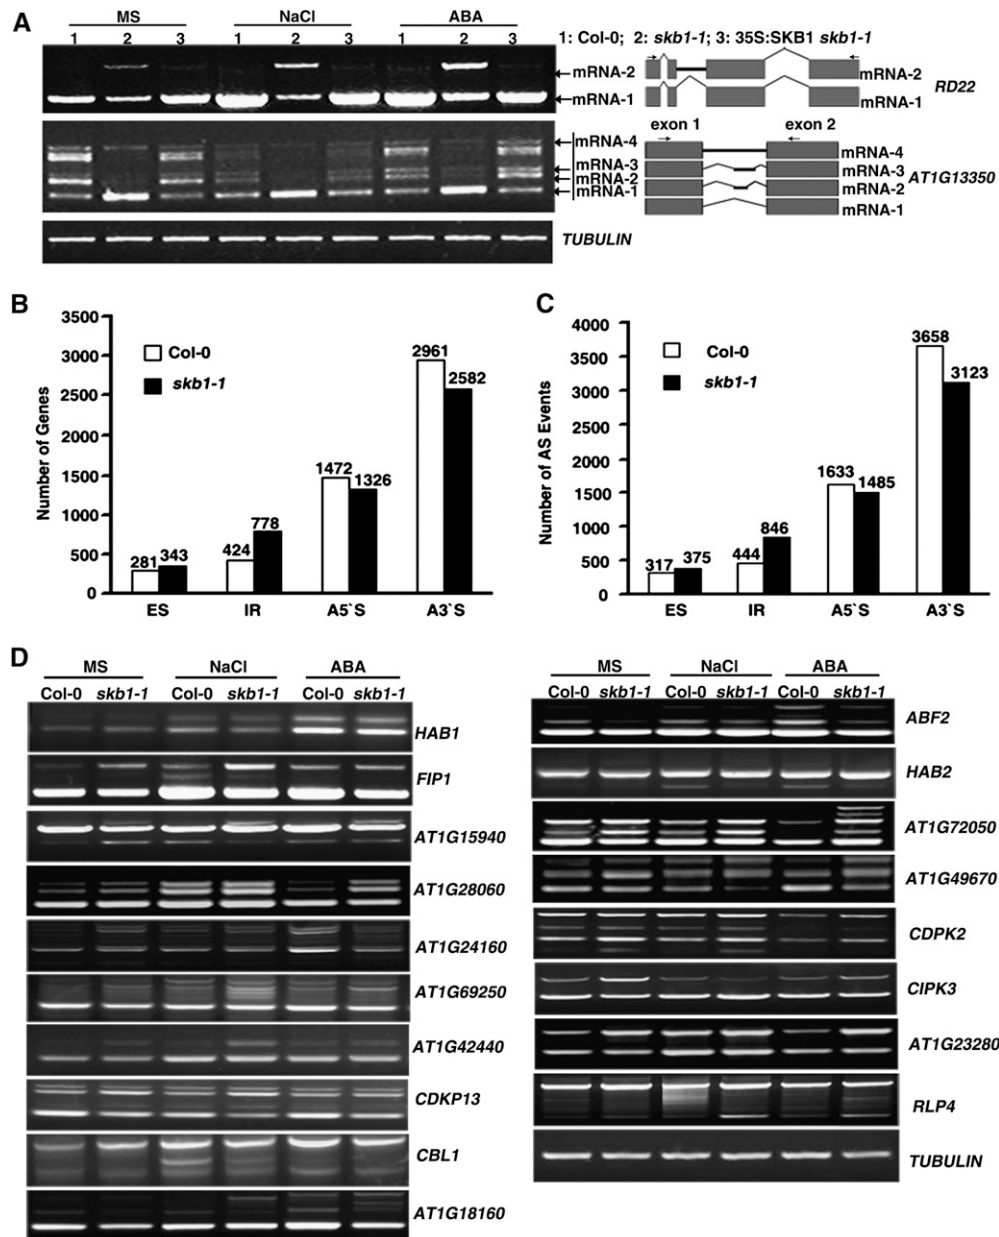 A
MS NaCl ABA
1 2 3 1 2 3 1 2 3
1: Col-0; 2: skb1-1; 3: 35S:SKB1 skb1-1
mRNA-2
mRNA-1
mRNA-2
mRNA-1
RD22
mRNA-4
mRNA-3
mRNA-2
mRNA-1
exon 1 exon 2
mRNA-4
mRNA-3
mRNA-2
mRNA-1
AT1G13350
TUBULIN
B
Number of Genes
3500
3000
2500
2000
1500
1000
500
0
Col-0
skb1-1
281 343
424 778
1472 1326
2961 2582
ES IR A5`S A3`S
C
Number of AS Events
4000
3500
3000
2500
2000
1500
1000
500
0
Col-0
skb1-1
317 375
444 846
1633 1485
3658 3123
ES IR A5`S A3`S
D
MS NaCl ABA
Col-0 skb1-1 Col-0 skb1-1 Col-0 skb1-1
HAB1
FIP1
AT1G15940
AT1G28060
AT1G24160
AT1G69250
AT1G42440
CDKP13
CBL1
AT1G18160
MS NaCl ABA
Col-0 skb1-1 Col-0 skb1-1 Col-0 skb1-1
ABF2
HAB2
AT1G72050
AT1G49670
CDPK2
CIPK3
AT1G23280
RLP4
TUBULIN